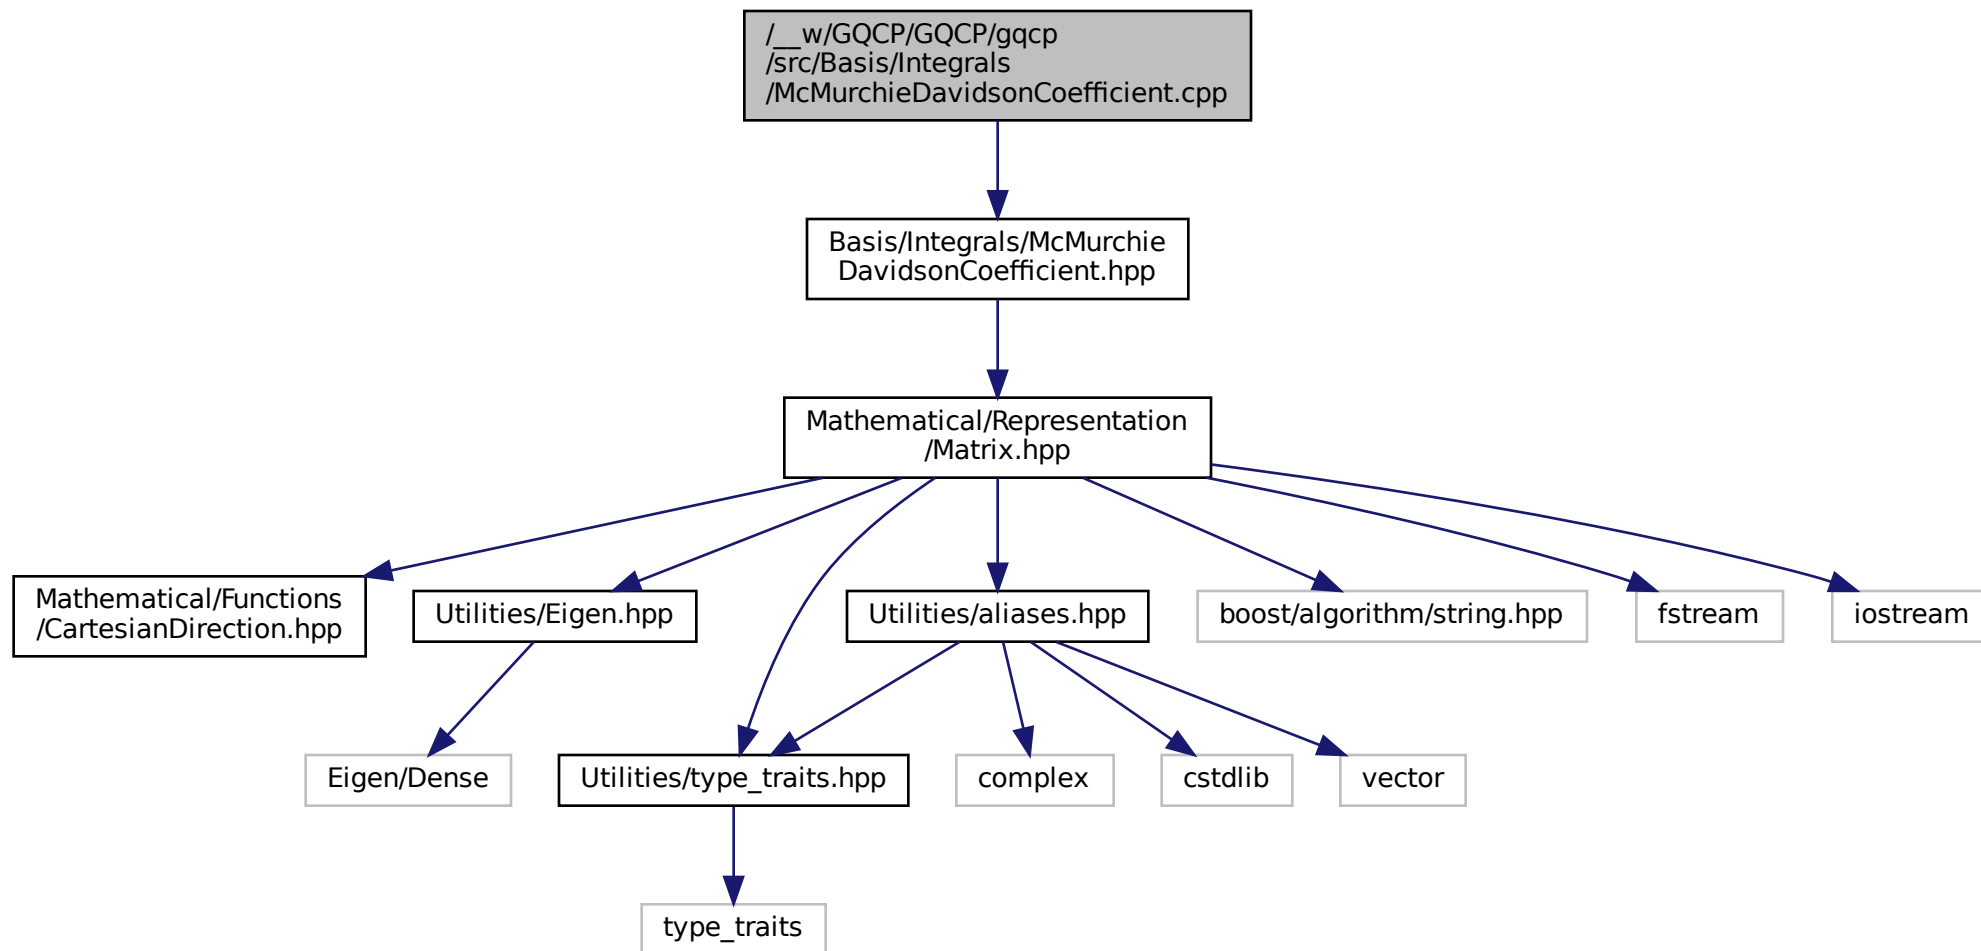 /__w/GQCP/GQCP/gqcp
/src/Basis/Integrals
/McMurchieDavidsonCoefficient.cpp
Basis/Integrals/McMurchie
DavidsonCoefficient.hpp
Mathematical/Representation
/Matrix.hpp
Mathematical/Functions
/CartesianDirection.hpp
Utilities/Eigen.hpp
Utilities/aliases.hpp
boost/algorithm/string.hpp
fstream
iostream
Eigen/Dense
Utilities/type_traits.hpp
complex
cstdlib
vector
type_traits